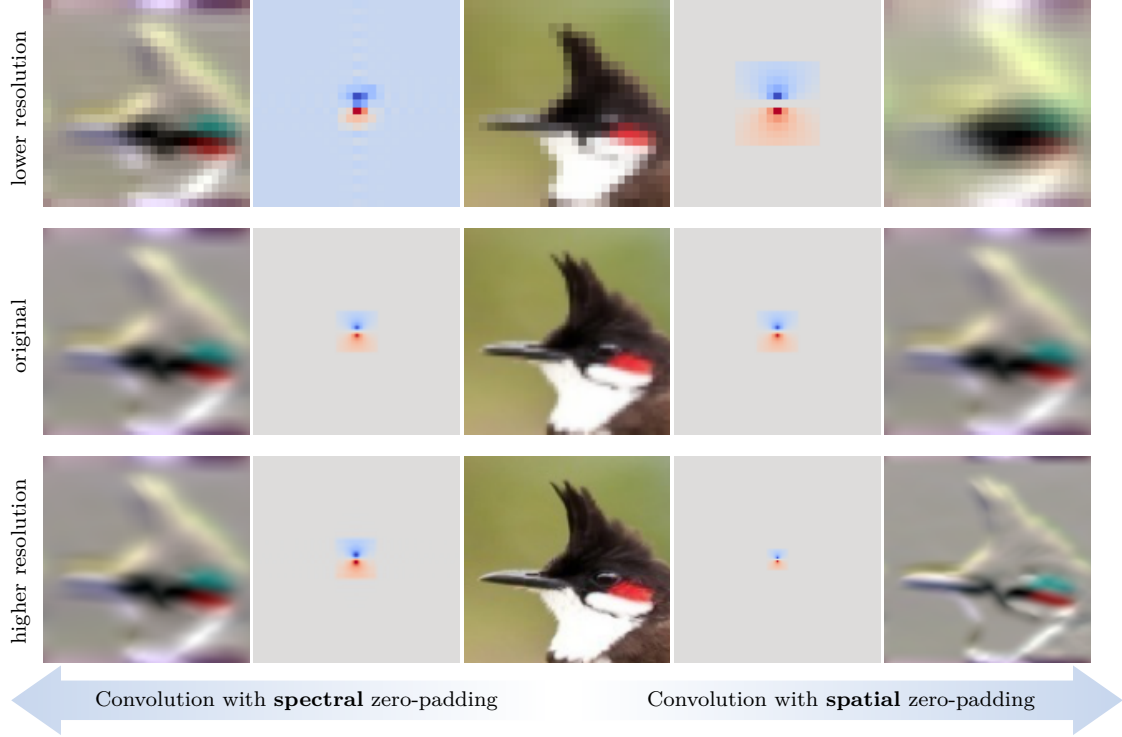 lower resolution
original
higher resolution
Convolution with spectral zero-padding
Convolution with spatial zero-padding